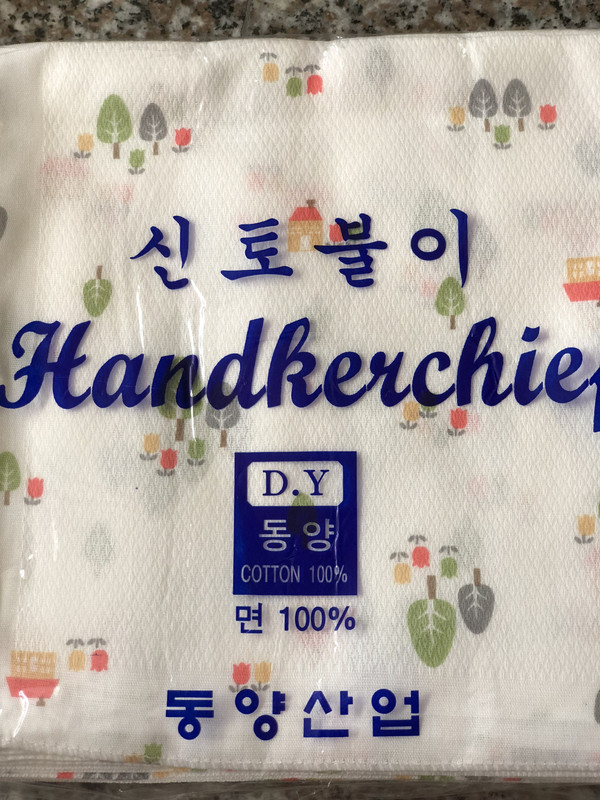 신토불이
Handkerchief
D.Y
동양
COTTON 100%
면 100%
동양산업